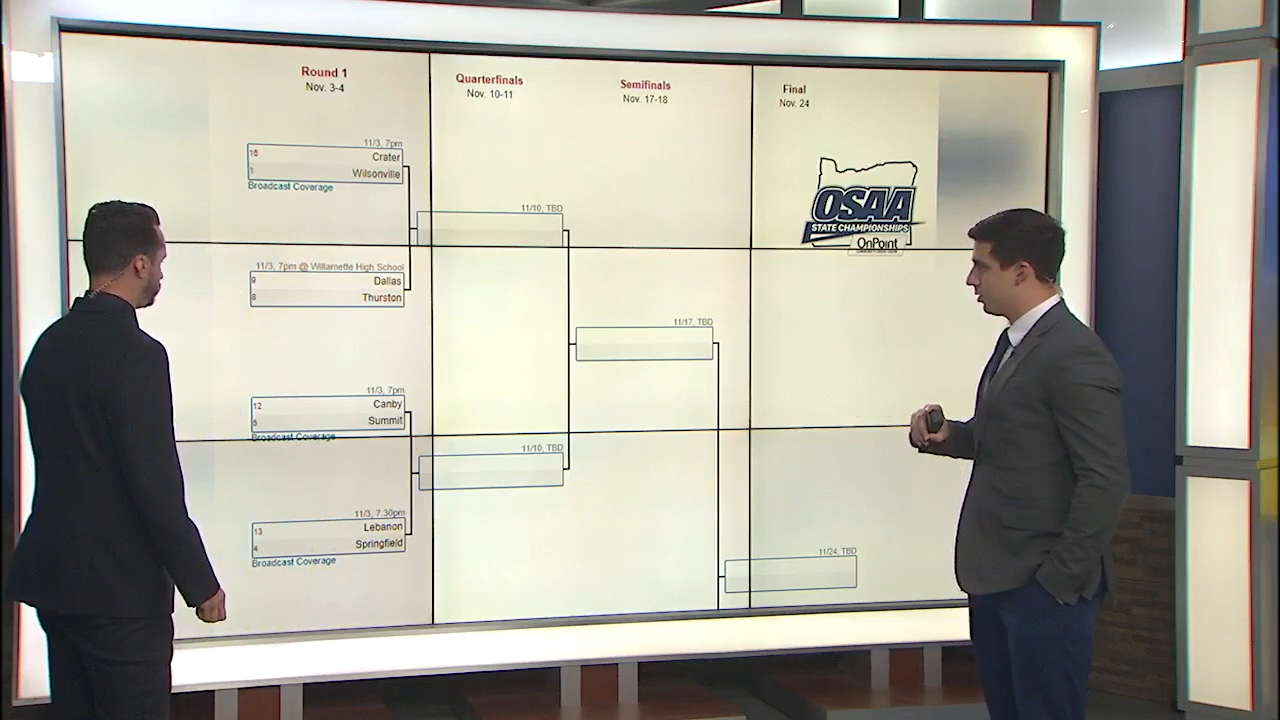 Round 1
Nov. 3-4
Quarterfinals
Nov. 10-11
Semifinals
Nov. 17-18
Final
Nov. 24
11/3, 7pm
16 Crater
1 Wilsonville
Broadcast Coverage
11/10, TBD
11/3, 7pm @ Willamette High School
9 Dallas
8 Thurston
11/17, TBD
11/3, 7pm
12 Canby
5 Summit
Broadcast Coverage
11/10, TBD
11/3, 7:30pm
13 Lebanon
4 Springfield
Broadcast Coverage
11/24, TBD
OSAA
STATE CHAMPIONSHIPS
OnPoint